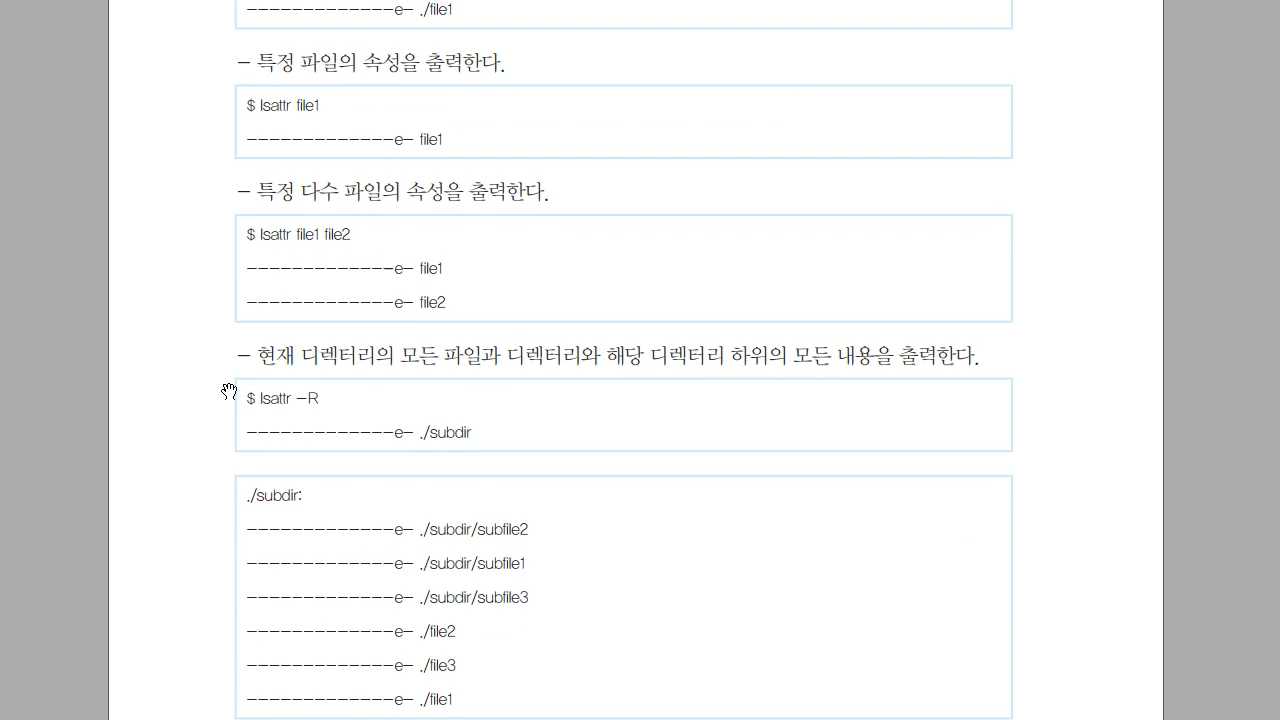 -------------e- ./file1
- 특정 파일의 속성을 출력한다.
$ lsattr file1
-------------e- file1
- 특정 다수 파일의 속성을 출력한다.
$ lsattr file1 file2
-------------e- file1
-------------e- file2
- 현재 디렉터리의 모든 파일과 디렉터리와 해당 디렉터리 하위의 모든 내용을 출력한다.
$ lsattr -R
-------------e- ./subdir
./subdir:
-------------e- ./subdir/subfile2
-------------e- ./subdir/subfile1
-------------e- ./subdir/subfile3
-------------e- ./file2
-------------e- ./file3
-------------e- ./file1